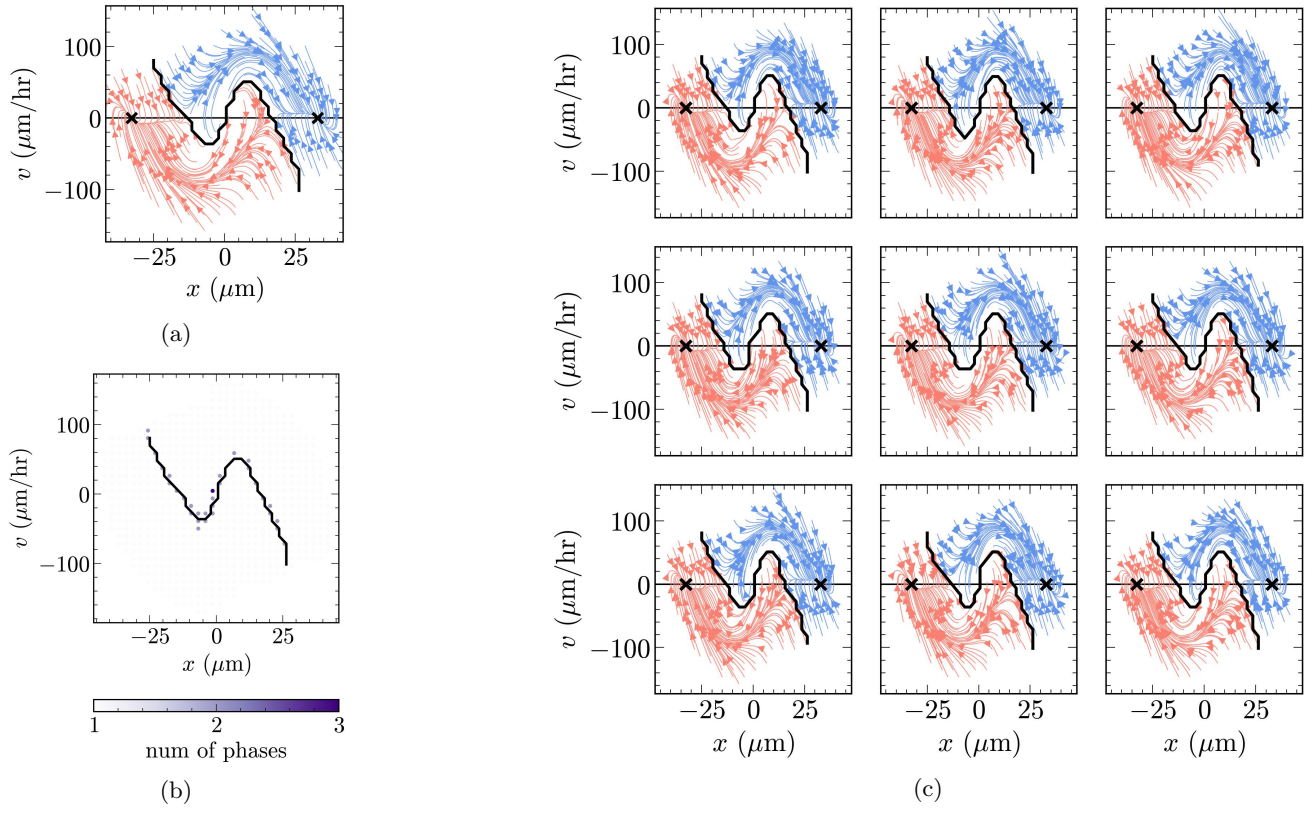 100
0
−100
v (μm/hr)
−25 0 25
x (μm)
(a)
100
0
−100
v (μm/hr)
−25 0 25
x (μm)
1 2 3
num of phases
(b)
100
0
−100
v (μm/hr)
100
0
−100
v (μm/hr)
100
0
−100
v (μm/hr)
−25 0 25 −25 0 25 −25 0 25
x (μm) x (μm) x (μm)
(c)